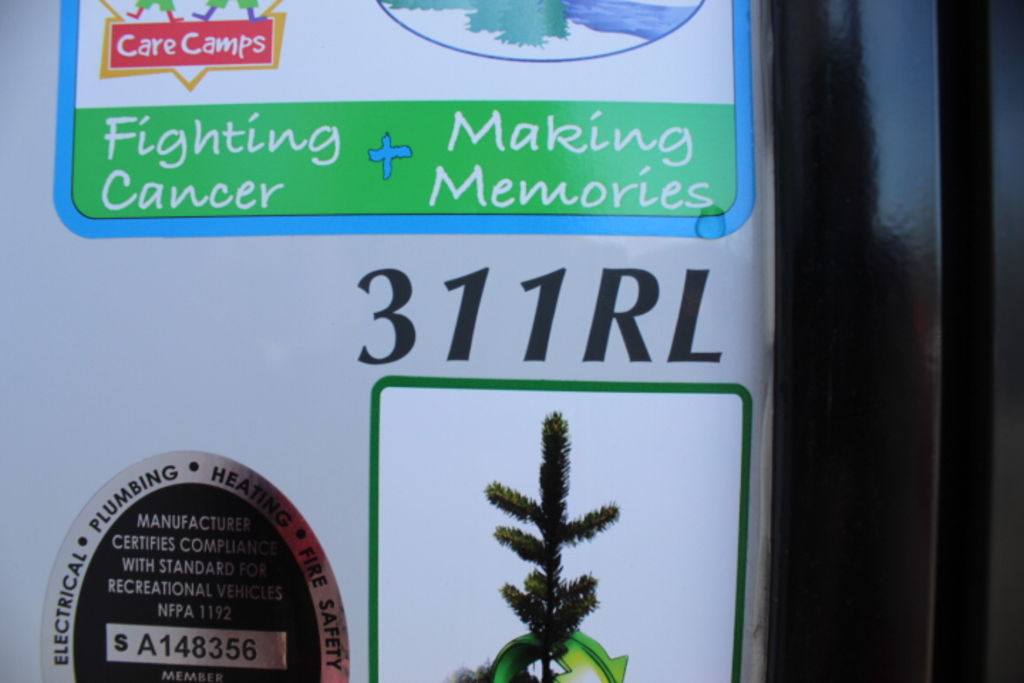 Care Camps
Fighting + Making
Cancer Memories
311RL
ELECTRICAL • PLUMBING • HEATING • FIRE SAFETY
MANUFACTURER
CERTIFIES COMPLIANCE
WITH STANDARD FOR
RECREATIONAL VEHICLES
NFPA 1192
S A148356
MEMBER